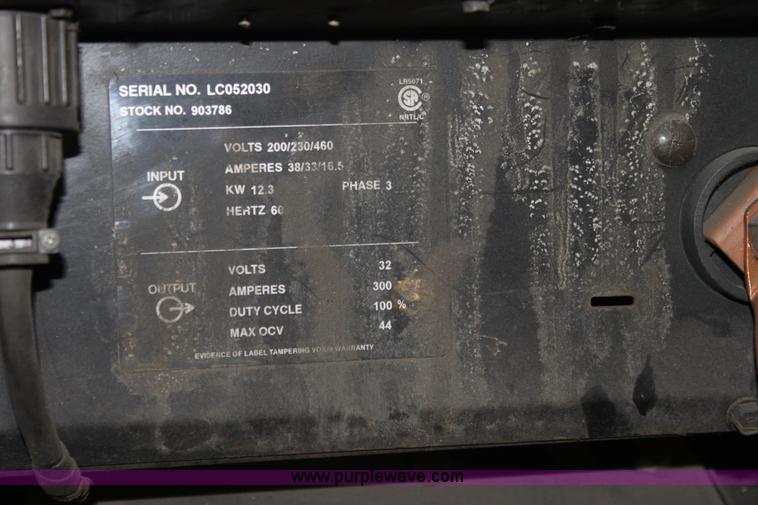 SERIAL NO. LC052030
STOCK NO. 903786
LR5071
NRTL/C
INPUT
VOLTS 200/230/460
AMPERES 38/33/16.5
KW 12.3 PHASE 3
HERTZ 60
OUTPUT
VOLTS 32
AMPERES 300
DUTY CYCLE 100 %
MAX OCV 44
EVIDENCE OF LABEL TAMPERING VOIDS WARRANTY
www.purplewave.com